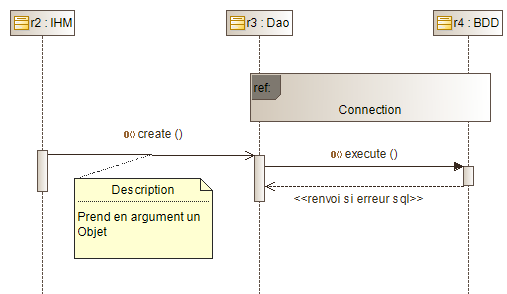 r2 : IHM
r3 : Dao
r4 : BDD
ref:
Connection
create ()
execute ()
Description
Prend en argument un
Objet
<<renvoi si erreur sql>>